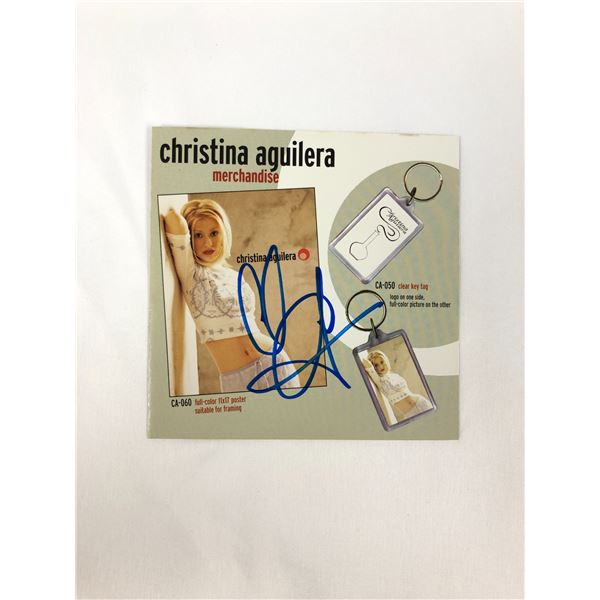 christina aguilera
merchandise
christina aguilera
CA-050 clear key tag
logo on one side,
full-color picture on the other
CA-060 full-color 11x17 poster
suitable for framing